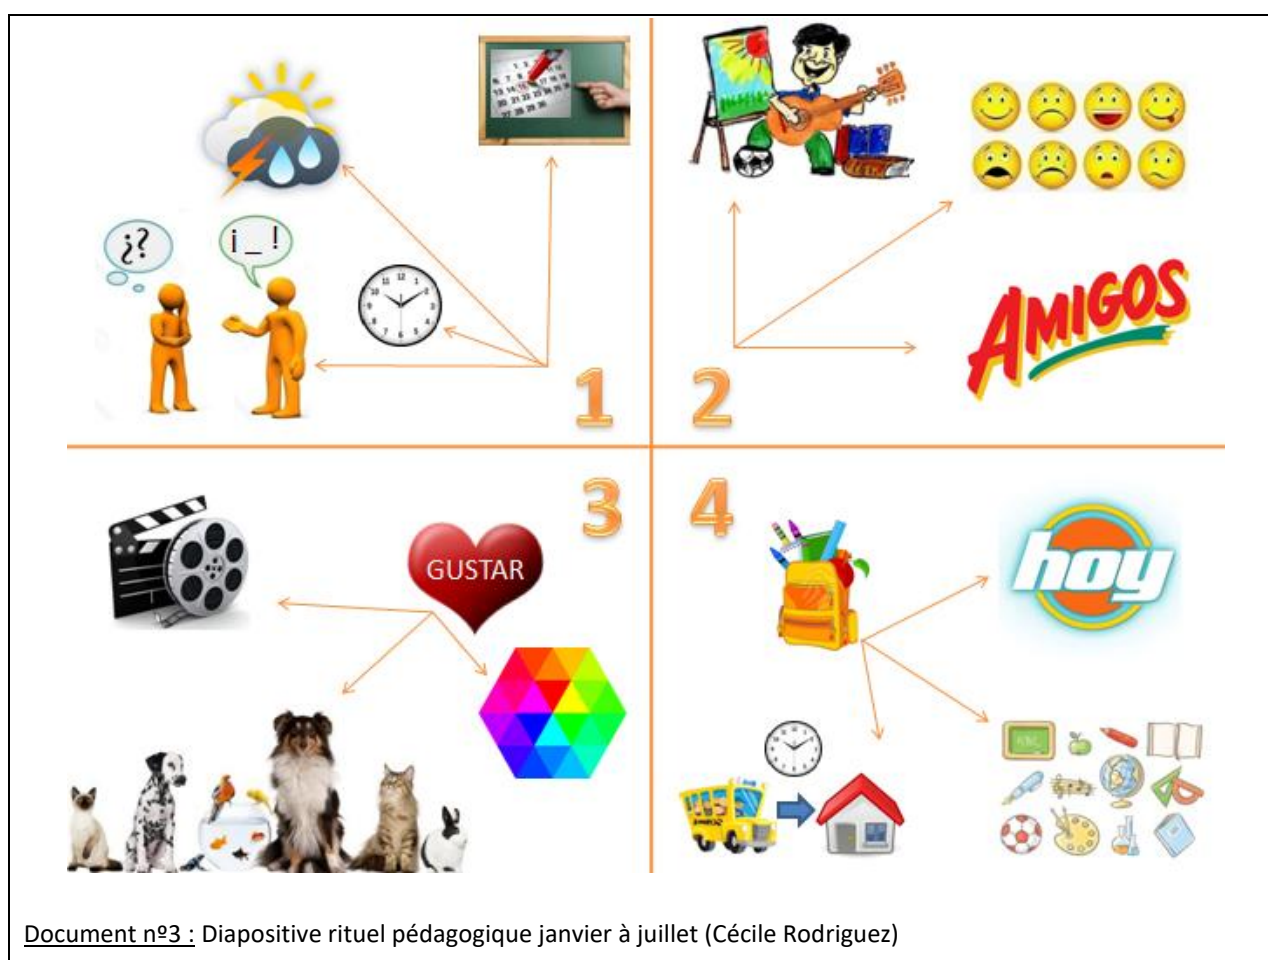 ¿?
¡_!
1
2
AMIGOS
3
GUSTAR
4
hoy
Document nº3 : Diapositive rituel pédagogique janvier à juillet (Cécile Rodriguez)